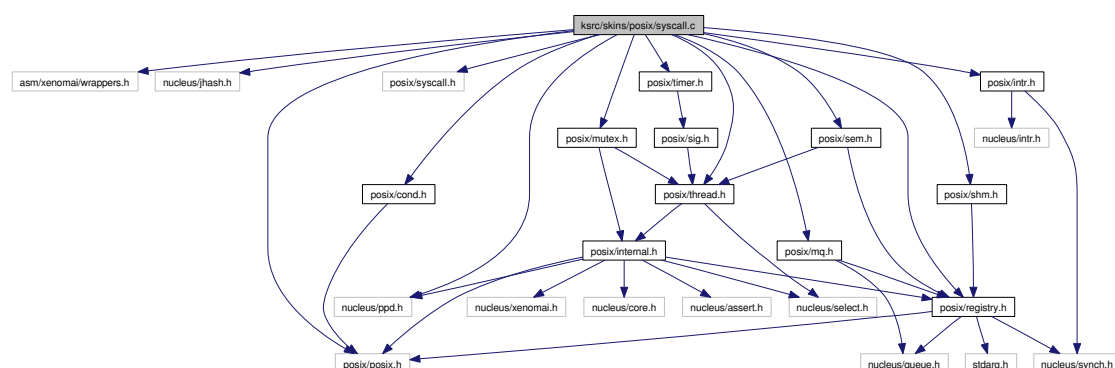 ksrc/skins/posix/syscall.c
asm/xenomai/wrappers.h
nucleus/jhash.h
posix/syscall.h
posix/timer.h
posix/intr.h
posix/mutex.h
posix/sig.h
posix/sem.h
nucleus/intr.h
posix/cond.h
posix/thread.h
posix/shm.h
posix/internal.h
posix/mq.h
nucleus/ppd.h
nucleus/xenomai.h
nucleus/core.h
nucleus/assert.h
nucleus/select.h
posix/registry.h
posix/posix.h
nucleus/queue.h
stdarg.h
nucleus/synch.h